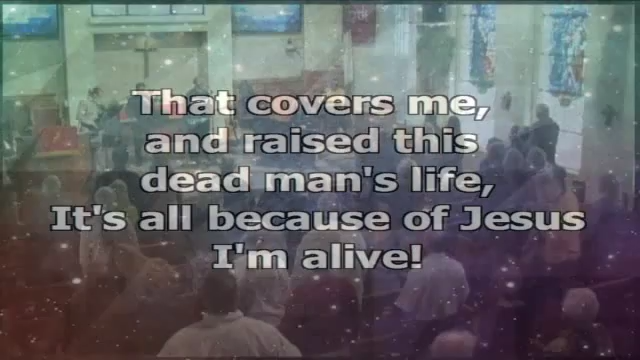 That covers me,
and raised this
dead man's life,
It's all because of Jesus
I'm alive!